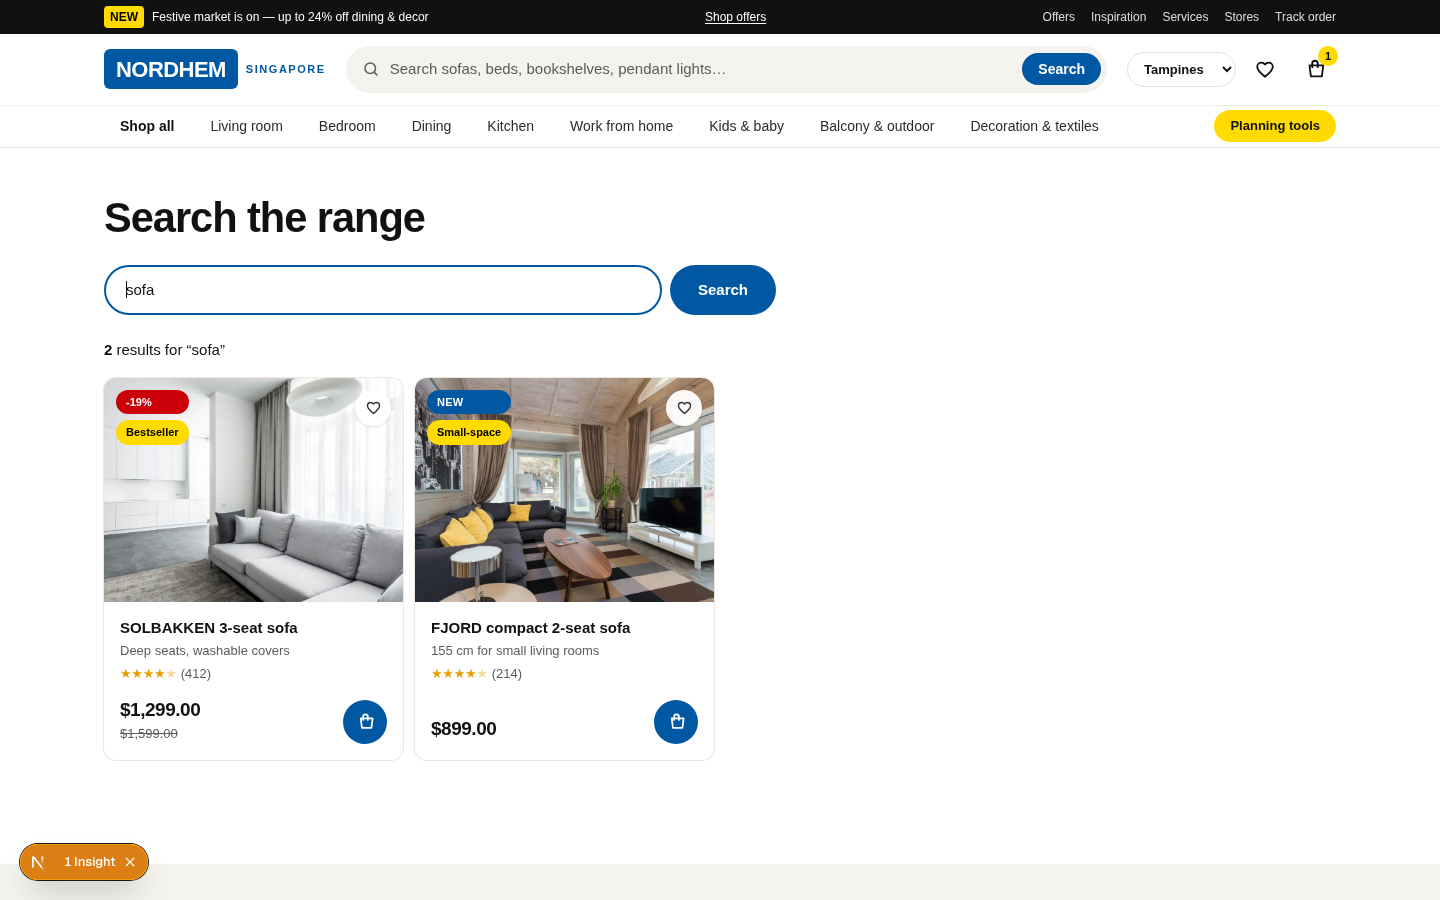 NEW Festive market is on — up to 24% off dining & decor Shop offers Offers Inspiration Services Stores Track order
NORDHEM SINGAPORE Search sofas, beds, bookshelves, pendant lights… Search Tampines 1
Shop all Living room Bedroom Dining Kitchen Work from home Kids & baby Balcony & outdoor Decoration & textiles Planning tools
Search the range
sofa Search
2 results for “sofa”
-19%
Bestseller
SOLBAKKEN 3-seat sofa
Deep seats, washable covers
★★★★★ (412)
$1,299.00
$1,599.00
NEW
Small-space
FJORD compact 2-seat sofa
155 cm for small living rooms
★★★★★ (214)
$899.00
N 1 Insight